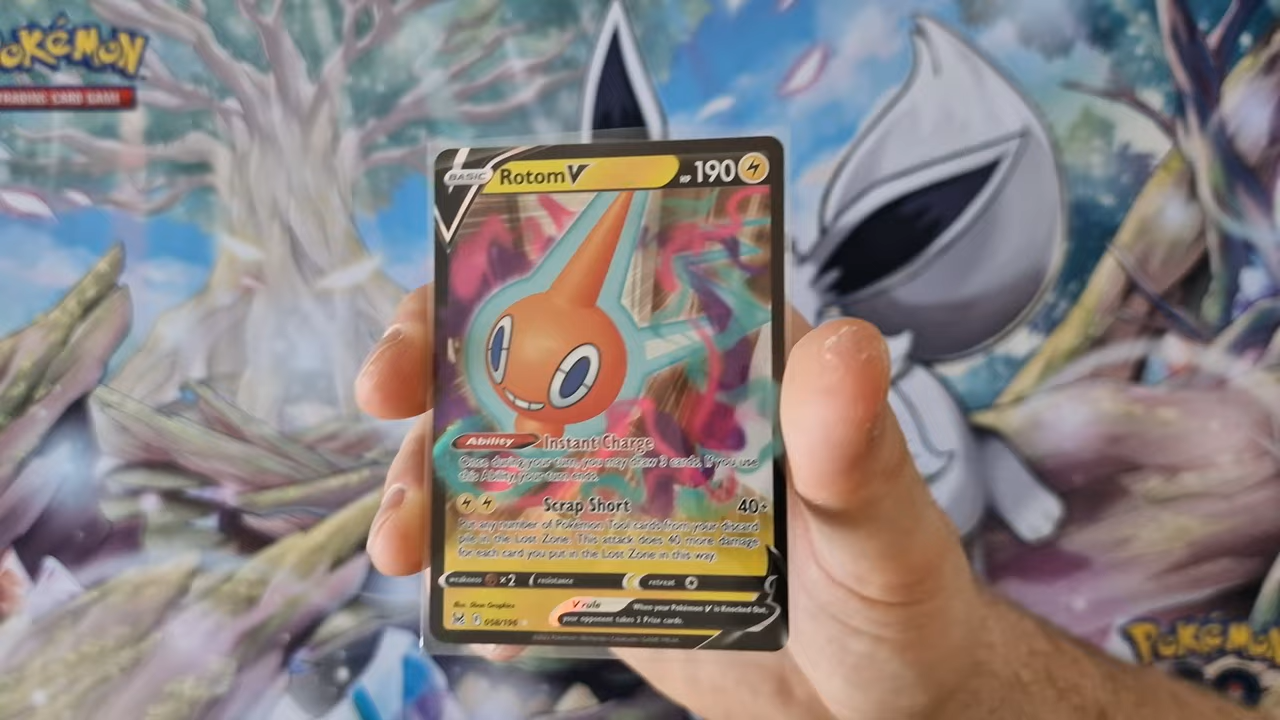 POKéMON
TRADING CARD GAME
BASIC
Rotom V
HP 190
Ability Instant Charge
Once during your turn, you may draw 3 cards. If you use
this Ability, your turn ends.
Scrap Short 40+
Put any number of Pokémon Tool cards from your discard
pile in the Lost Zone. This attack does 40 more damage
for each card you put in the Lost Zone in this way.
weakness ×2 resistance retreat
Illus.
V rule When your Pokémon V is Knocked Out,
your opponent takes 2 Prize cards.
058/196
POKéMON
GO